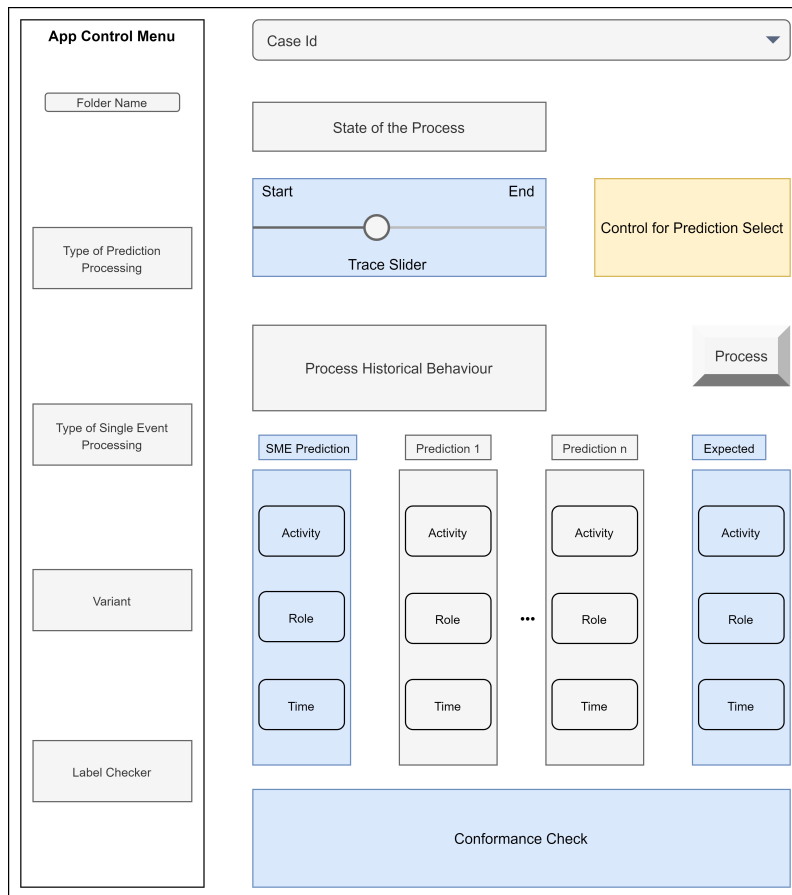 App Control Menu
Folder Name
Type of Prediction
Processing
Type of Single Event
Processing
Variant
Label Checker
Case Id
State of the Process
Start End
Trace Slider
Control for Prediction Select
Process Historical Behaviour
Process
SME Prediction Prediction 1 Prediction n Expected
Activity Activity Activity Activity
Role Role ... Role Role
Time Time Time Time
Conformance Check